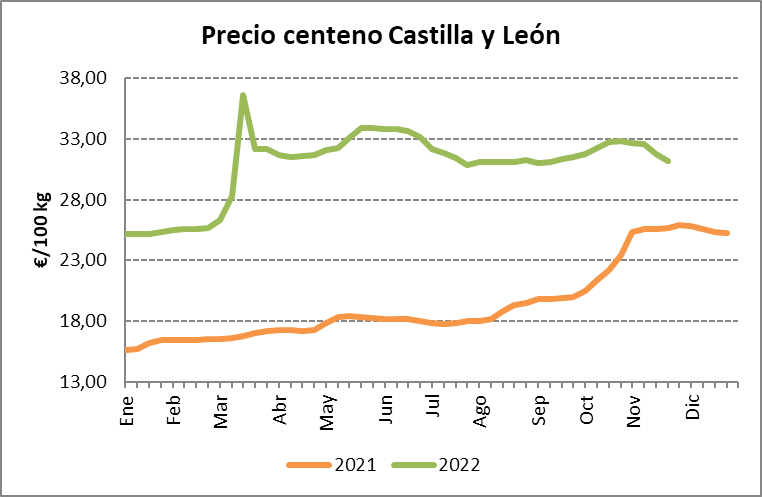 Precio centeno Castilla y León
€/100 kg
38,00
33,00
28,00
23,00
18,00
13,00
Ene Feb Mar Abr May Jun Jul Ago Sep Oct Nov Dic
2021 2022